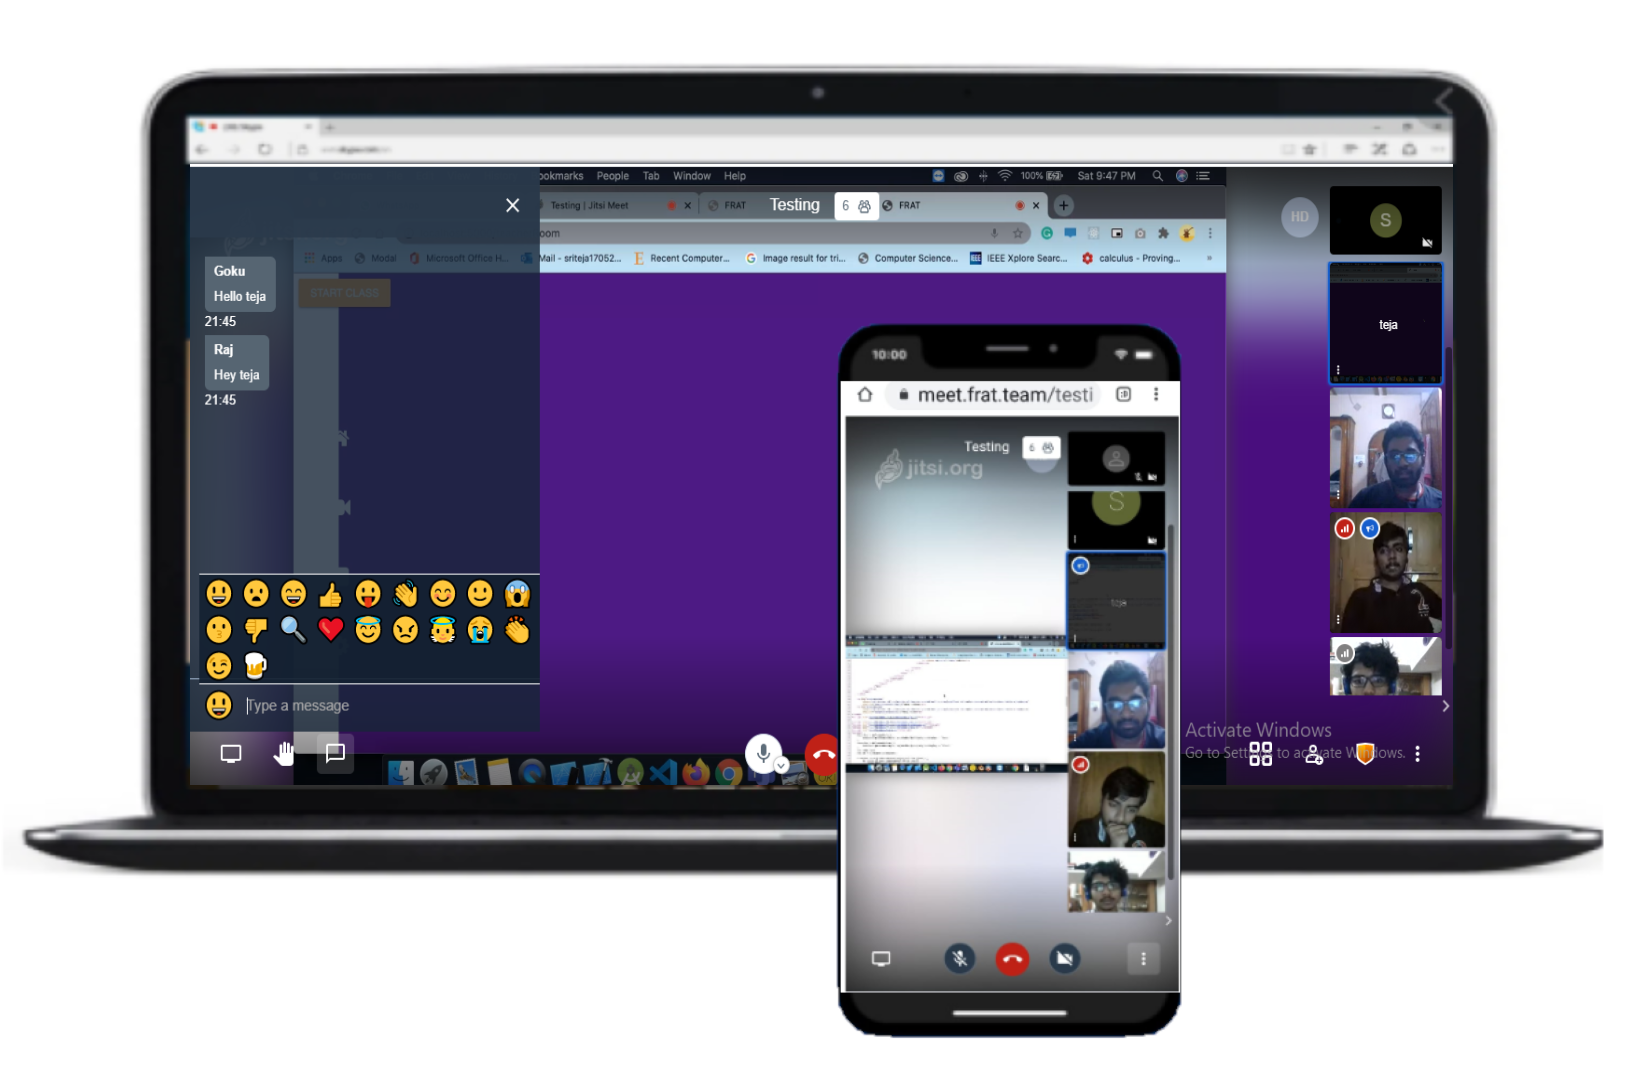 ookmarks People Tab Window Help
100% Sat 9:47 PM
Testing | Jitsi Meet
FRAT
Testing
6
FRAT
HD
S
oom
Apps
Modal
Microsoft Office H...
Mail - sriteja17052...
Recent Computer...
Image result for tri...
Computer Science...
IEEE Xplore Searc...
calculus - Proving...
»
START CLASS
Goku
Hello teja
21:45
Raj
Hey teja
21:45
teja
Type a message
Activate Windows
Go to Settings to activate Windows.
10:00
meet.frat.team/testi
:D
Testing
6
jitsi.org
S
teja